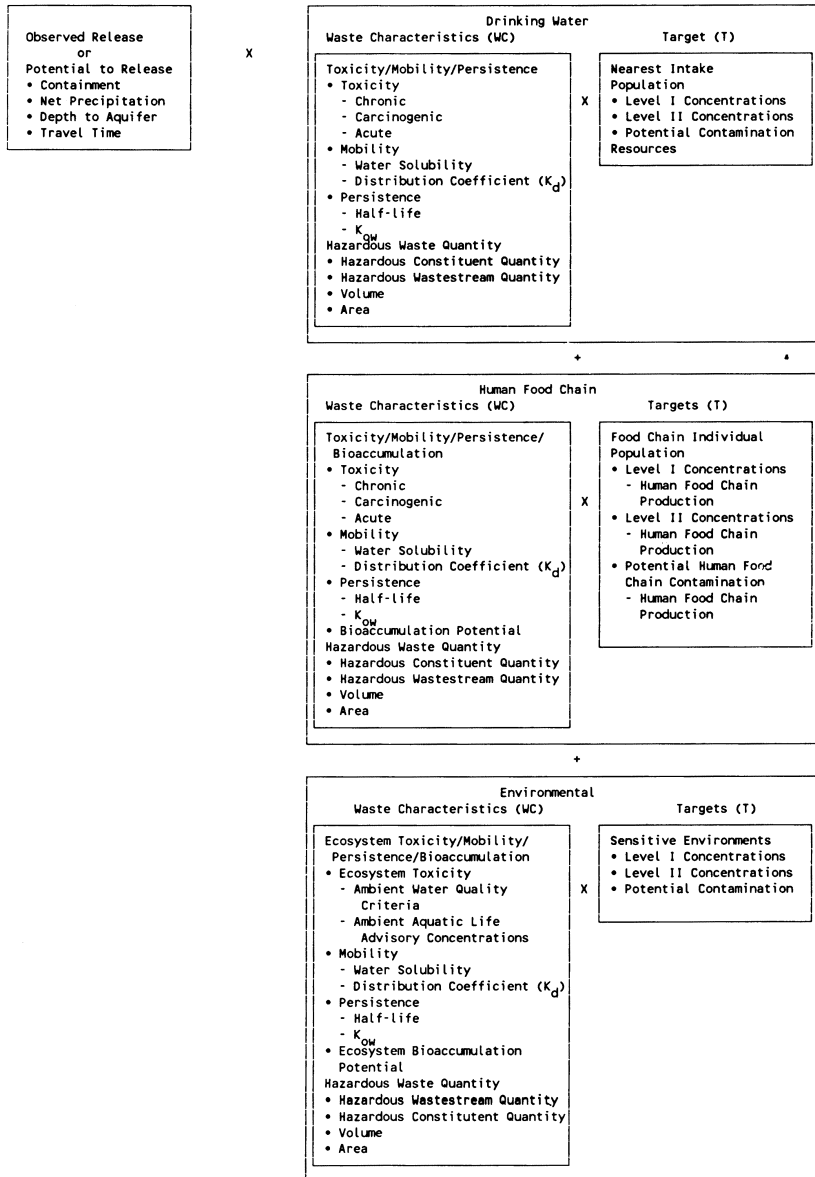 Observed Release
or
Potential to Release
• Containment
• Net Precipitation
• Depth to Aquifer
• Travel Time
X
Drinking Water
Waste Characteristics (WC)
Toxicity/Mobility/Persistence
• Toxicity
- Chronic
- Carcinogenic
- Acute
• Mobility
- Water Solubility
- Distribution Coefficient (Kd)
• Persistence
- Half-life
- Kow
Hazardous Waste Quantity
• Hazardous Constituent Quantity
• Hazardous Wastestream Quantity
• Volume
• Area
X
Target (T)
Nearest Intake
Population
• Level I Concentrations
• Level II Concentrations
• Potential Contamination
Resources
+
Human Food Chain
Waste Characteristics (WC)
Toxicity/Mobility/Persistence/
Bioaccumulation
• Toxicity
- Chronic
- Carcinogenic
- Acute
• Mobility
- Water Solubility
- Distribution Coefficient (Kd)
• Persistence
- Half-life
- Kow
• Bioaccumulation Potential
Hazardous Waste Quantity
• Hazardous Constituent Quantity
• Hazardous Wastestream Quantity
• Volume
• Area
X
Targets (T)
Food Chain Individual
Population
• Level I Concentrations
- Human Food Chain
Production
• Level II Concentrations
- Human Food Chain
Production
• Potential Human Food
Chain Contamination
- Human Food Chain
Production
+
Environmental
Waste Characteristics (WC)
Ecosystem Toxicity/Mobility/
Persistence/Bioaccumulation
• Ecosystem Toxicity
- Ambient Water Quality
Criteria
- Ambient Aquatic Life
Advisory Concentrations
• Mobility
- Water Solubility
- Distribution Coefficient (Kd)
• Persistence
- Half-life
- Kow
• Ecosystem Bioaccumulation
Potential
Hazardous Waste Quantity
• Hazardous Wastestream Quantity
• Hazardous Constitutent Quantity
• Volume
• Area
X
Targets (T)
Sensitive Environments
• Level I Concentrations
• Level II Concentrations
• Potential Contamination